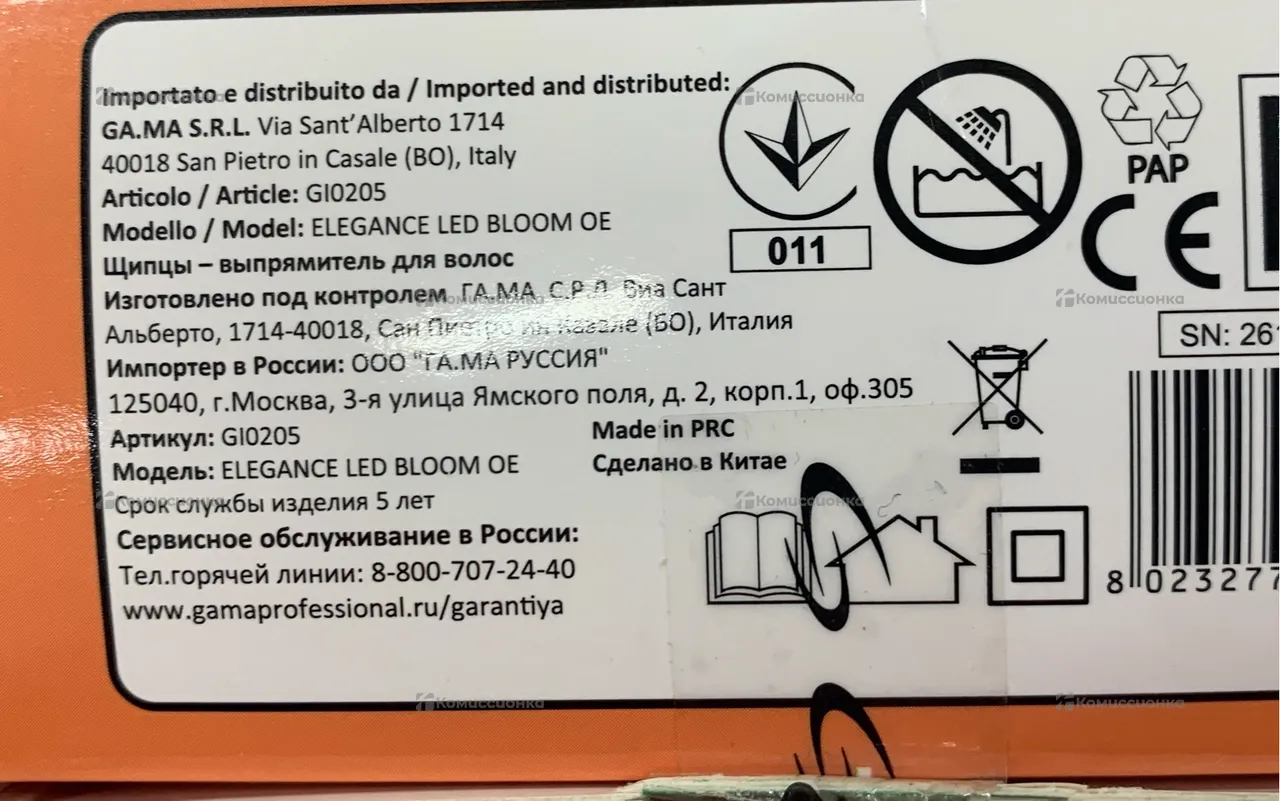 Importato e distribuito da / Imported and distributed:
GA.MA S.R.L. Via Sant'Alberto 1714
40018 San Pietro in Casale (BO), Italy
Articolo / Article: GI0205
Modello / Model: ELEGANCE LED BLOOM OE
Щипцы – выпрямитель для волос
Изготовлено под контролем ГА.МА С.Р.Л. Виа Сант
Альберто, 1714-40018, Сан Пиетро ин Казале (БО), Италия
Импортер в России: ООО "ГА.МА РУССИЯ"
125040, г.Москва, 3-я улица Ямского поля, д. 2, корп.1, оф.305
Артикул: GI0205
Модель: ELEGANCE LED BLOOM OE
Срок службы изделия 5 лет
Made in PRC
Сделано в Китае
Сервисное обслуживание в России:
Тел.горячей линии: 8-800-707-24-40
www.gamaprofessional.ru/garantiya
011
PAP
CE
SN: 26
8 023277
Комиссионка
Комиссионка
Комиссионка
Комиссионка
Комиссионка
Комиссионка
Комиссионка
Комиссионка